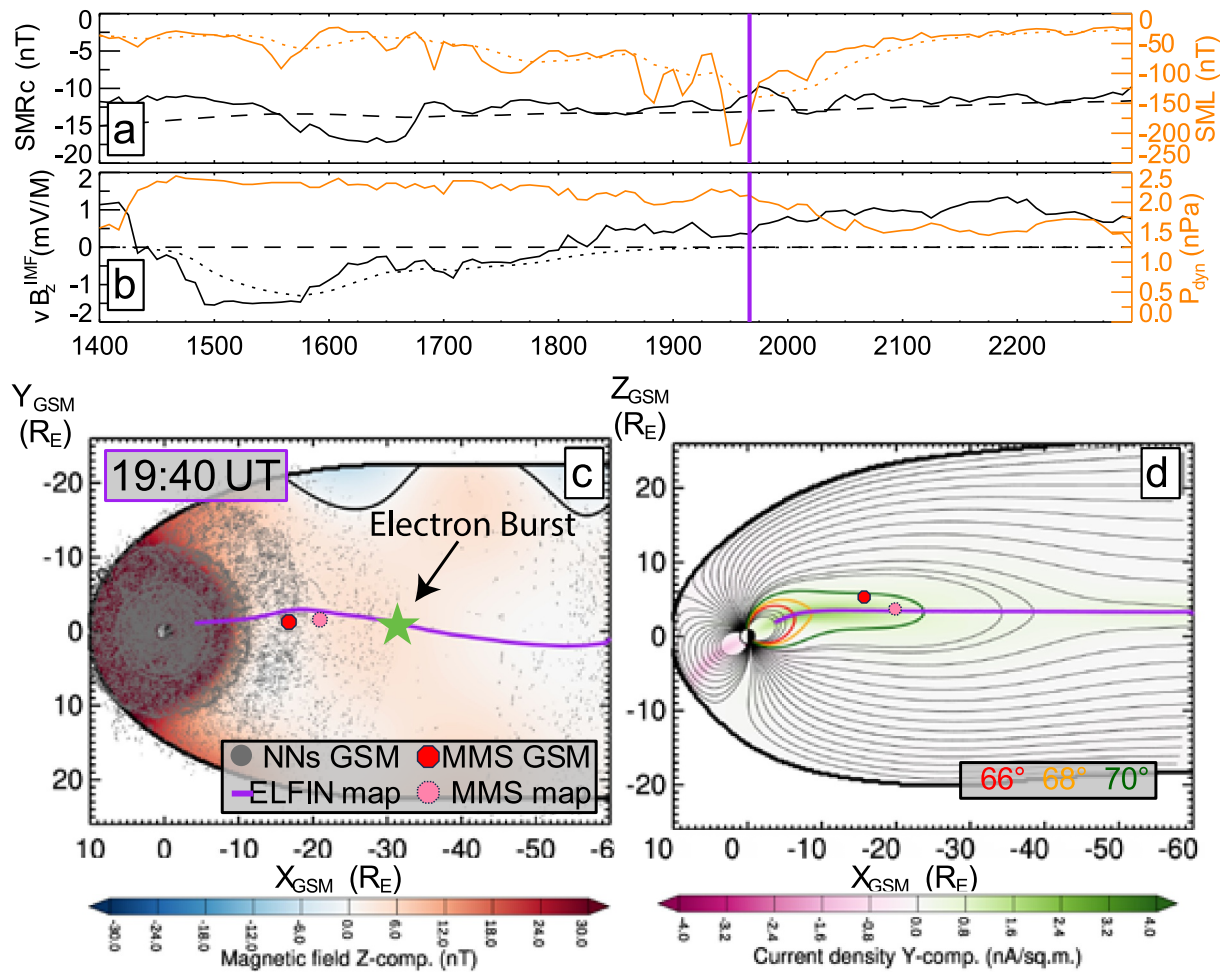 0 -5 -10 -15 -20
SMRc (nT)
a
0 -50 -100 -150 -200 -250
SML (nT)
2 1 0 -1 -2
v B_z^IMF (mV/M)
b
2.5 2.0 1.5 1.0 0.5 0.0
P_dyn (nPa)
1400 1500 1600 1700 1800 1900 2000 2100 2200
Y_GSM
(R_E)
19:40 UT
c
Electron Burst
-20
-10
0
10
20
NNs GSM MMS GSM
ELFIN map MMS map
10 0 -10 -20 -30 -40 -50 -6
X_GSM (R_E)
-30.0 -24.0 -18.0 -12.0 -6.0 0.0 6.0 12.0 18.0 24.0 30.0
Magnetic field Z-comp. (nT)
Z_GSM
(R_E)
d
20
10
0
-10
-20
66° 68° 70°
10 0 -10 -20 -30 -40 -50 -60
X_GSM (R_E)
-4.0 -3.2 -2.4 -1.6 -0.8 0.0 0.8 1.6 2.4 3.2 4.0
Current density Y-comp. (nA/sq.m.)